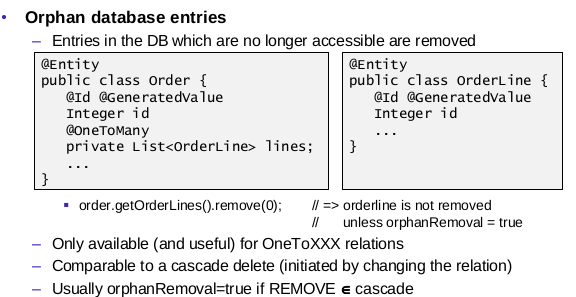 • Orphan database entries
– Entries in the DB which are no longer accessible are removed
@Entity
public class Order {
@Id @GeneratedValue
Integer id
@OneToMany
private List<OrderLine> lines;
...
}
@Entity
public class OrderLine {
@Id @GeneratedValue
Integer id
...
}
▪ order.getOrderLines().remove(0); // => orderline is not removed
// unless orphanRemoval = true
– Only available (and useful) for OneToXXX relations
– Comparable to a cascade delete (initiated by changing the relation)
– Usually orphanRemoval=true if REMOVE ∈ cascade